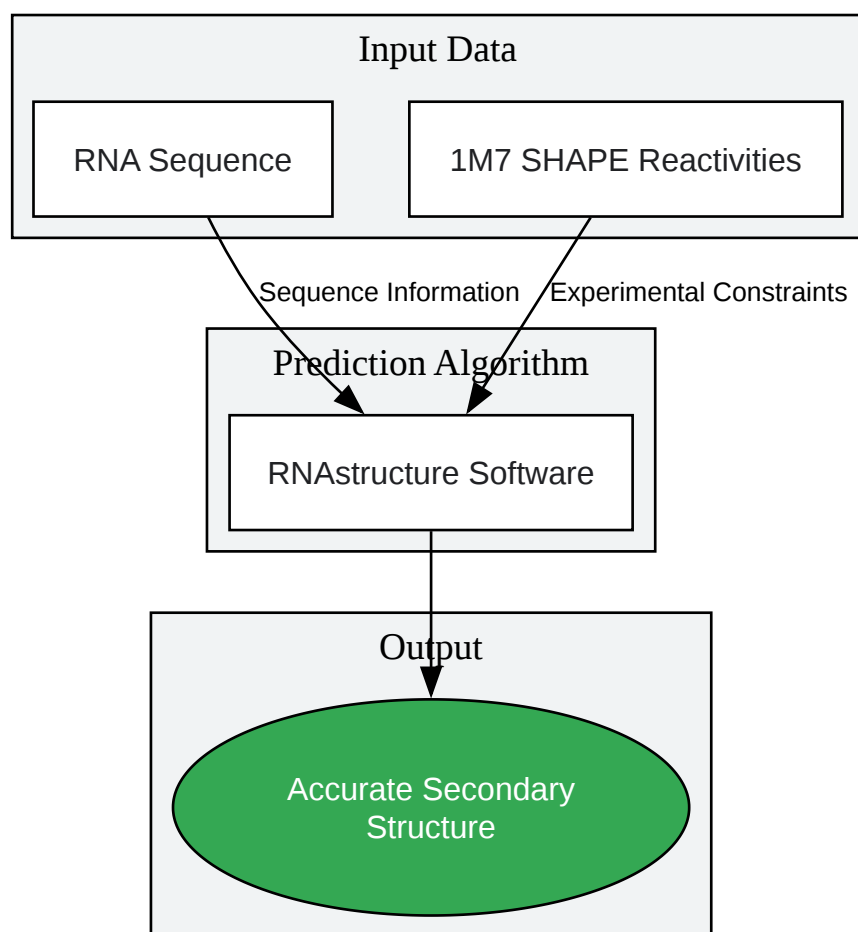 Input Data
RNA Sequence
1M7 SHAPE Reactivities
Sequence Information
Experimental Constraints
Prediction Algorithm
RNAstructure Software
Output
Accurate Secondary
Structure